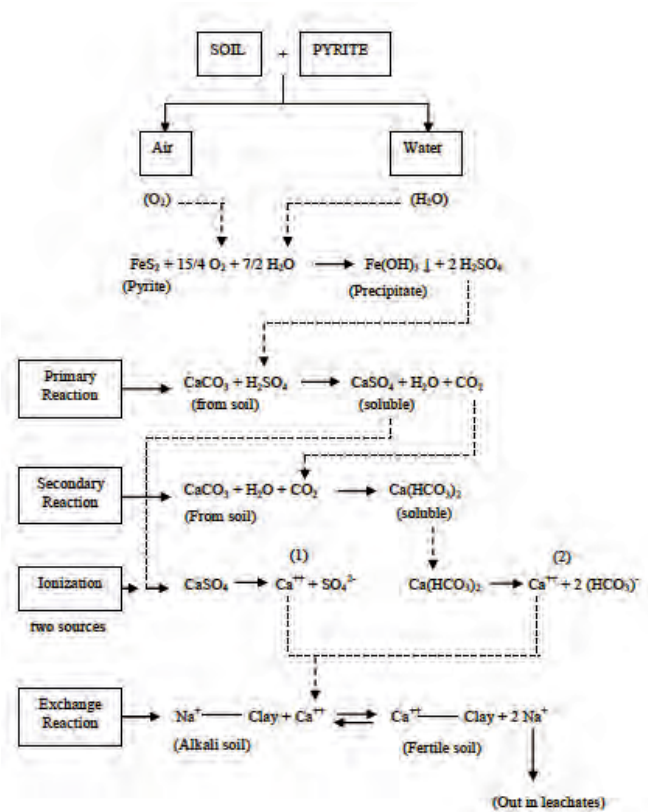 SOIL + PYRITE
Air Water
(O₂) (H₂O)
FeS₂ + 15/4 O₂ + 7/2 H₂O → Fe(OH)₃ ↓ + 2 H₂SO₄
(Pyrite) (Precipitate)
Primary Reaction → CaCO₃ + H₂SO₄ → CaSO₄ + H₂O + CO₂
(from soil) (soluble)
Secondary Reaction → CaCO₃ + H₂O + CO₂ → Ca(HCO₃)₂
(From soil) (soluble)
(1) (2)
Ionization → CaSO₄ → Ca⁺⁺ + SO₄²⁻ Ca(HCO₃)₂ → Ca⁺⁺ + 2 (HCO₃)⁻
two sources
Exchange Reaction → Na⁺ — Clay + Ca⁺⁺ ⇌ Ca⁺⁺ — Clay + 2 Na⁺
(Alkali soil) (Fertile soil)
(Out in leachates)